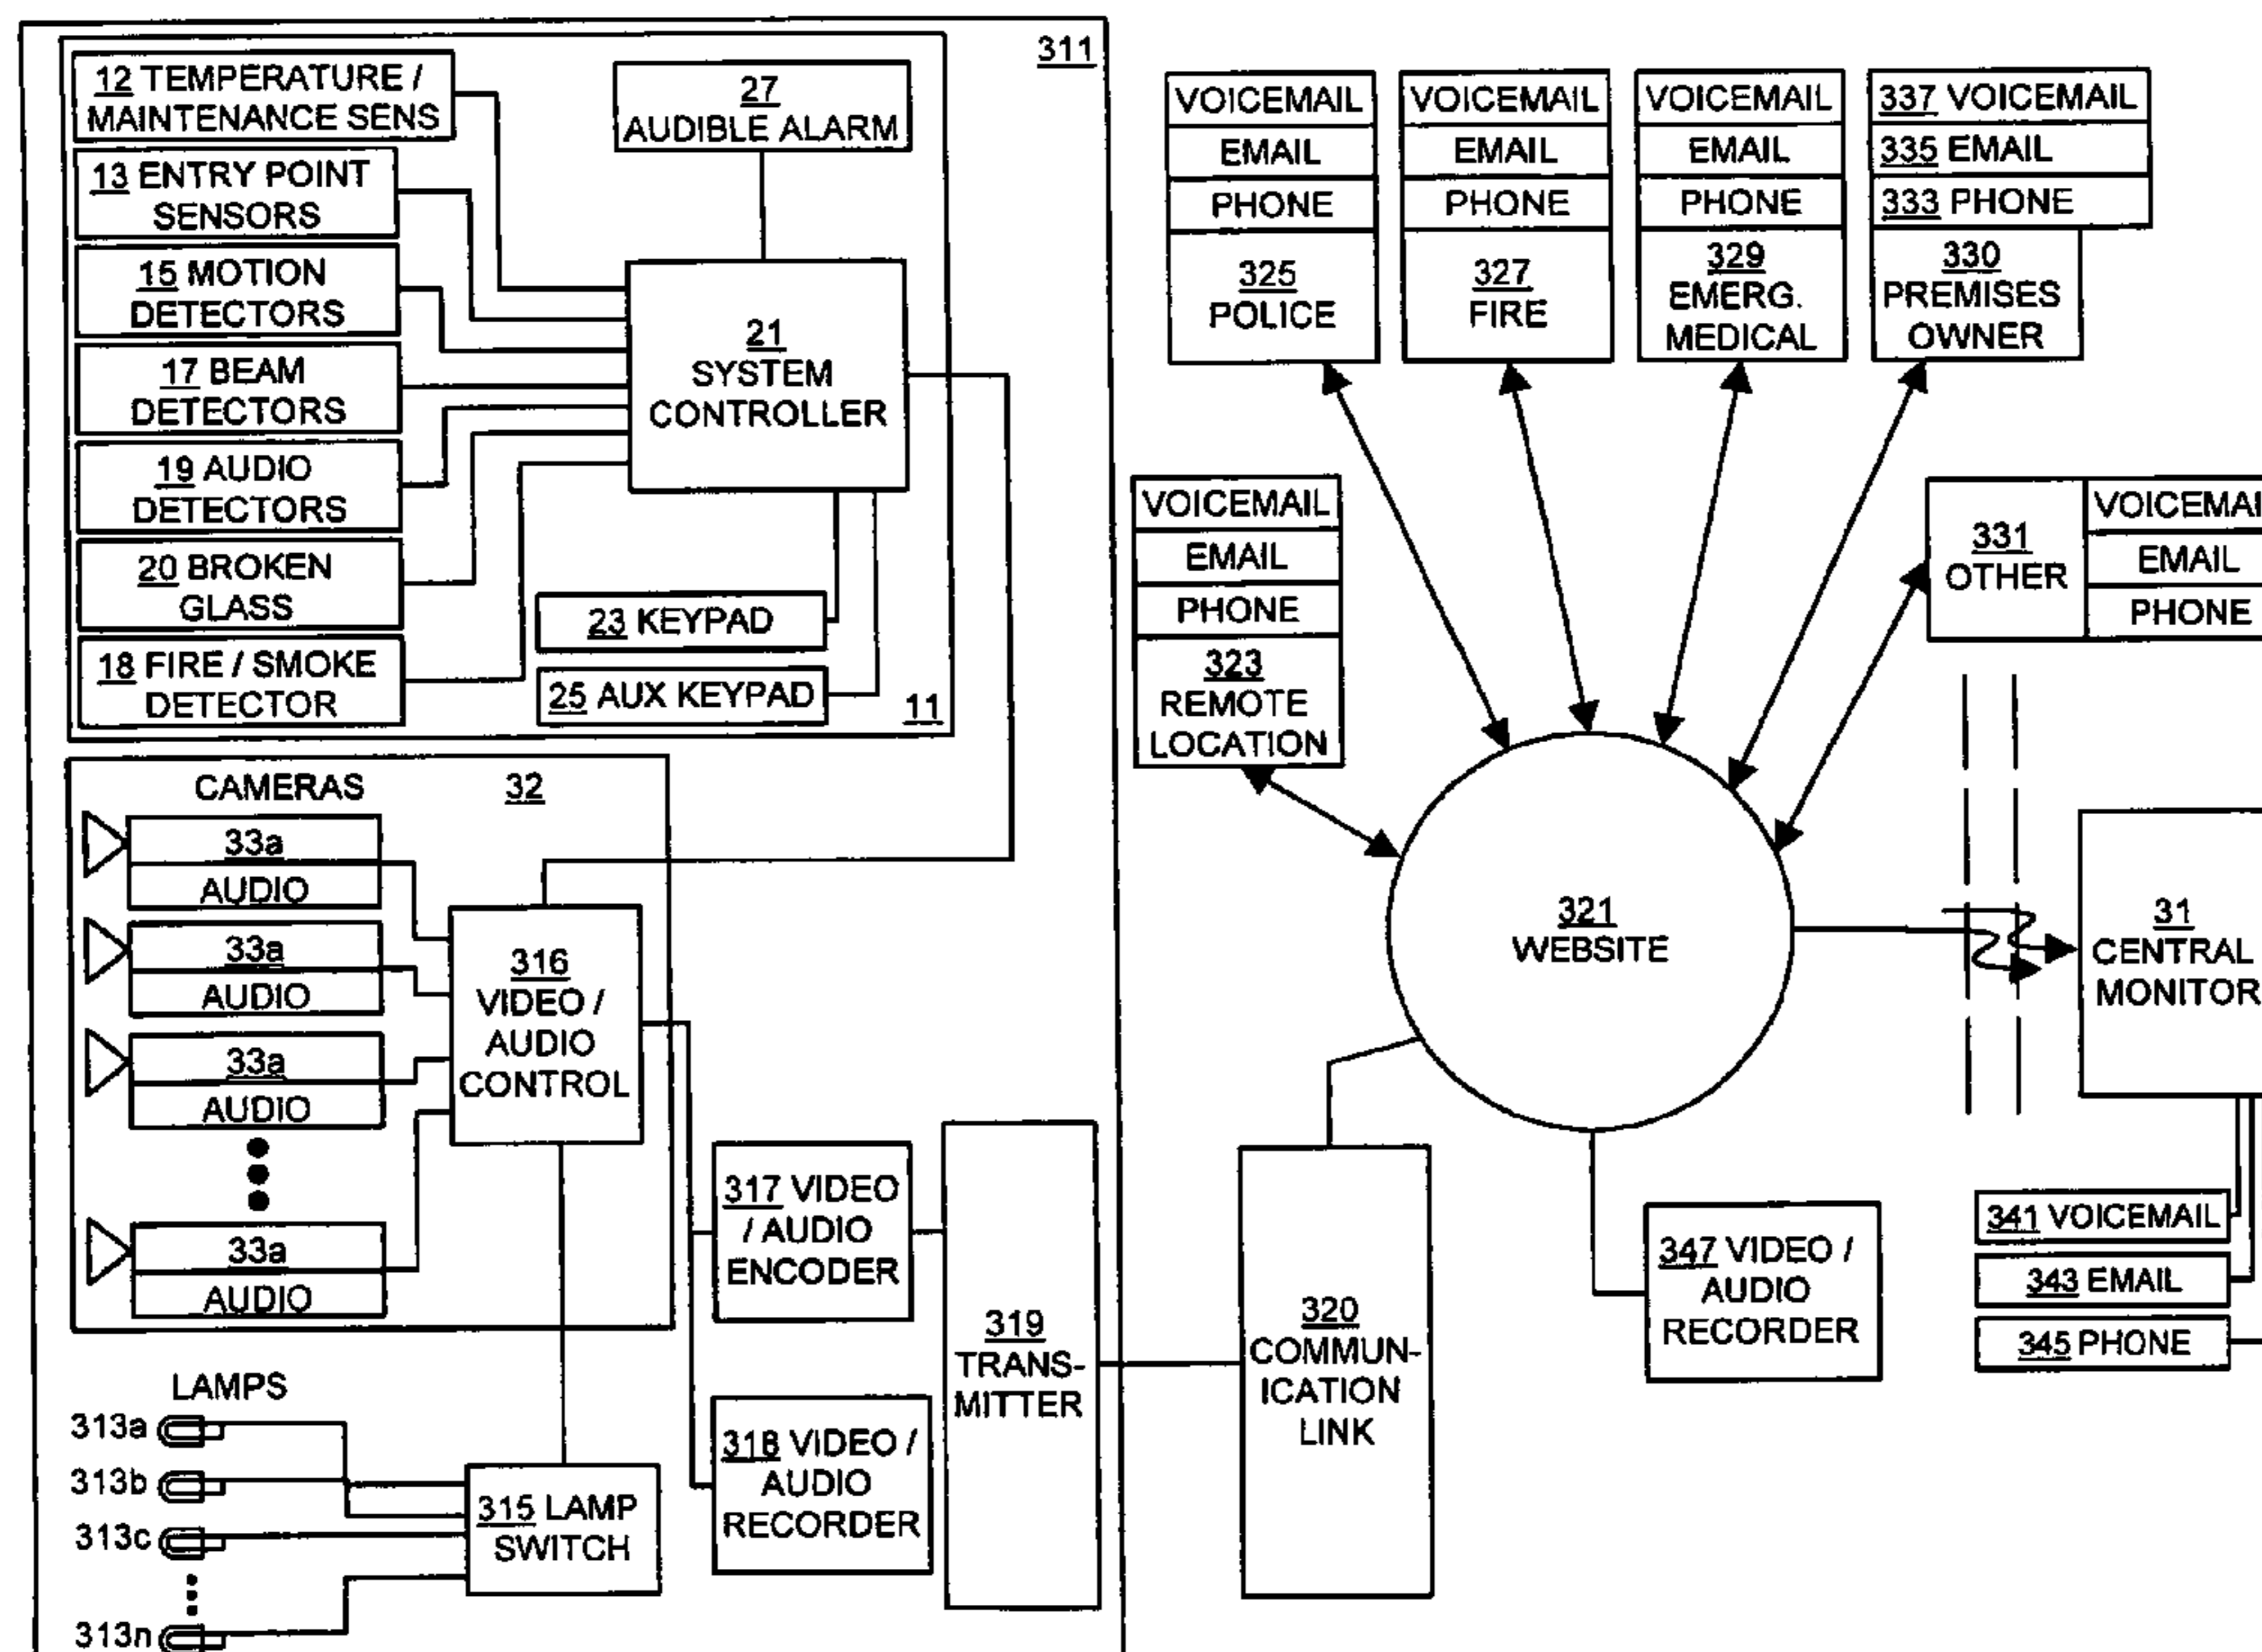 311
12 TEMPERATURE /
MAINTENANCE SENS
13 ENTRY POINT
SENSORS
15 MOTION
DETECTORS
17 BEAM
DETECTORS
19 AUDIO
DETECTORS
20 BROKEN
GLASS
18 FIRE / SMOKE
DETECTOR
27
AUDIBLE ALARM
21
SYSTEM
CONTROLLER
23 KEYPAD
25 AUX KEYPAD
11
CAMERAS
32
33a
AUDIO
33a
AUDIO
33a
AUDIO
33a
AUDIO
316
VIDEO /
AUDIO
CONTROL
LAMPS
313a
313b
313c
313n
315 LAMP
SWITCH
317 VIDEO
/ AUDIO
ENCODER
318 VIDEO /
AUDIO
RECORDER
319
TRANS-
MITTER
320
COMMUN-
ICATION
LINK
VOICEMAIL
EMAIL
PHONE
325
POLICE
VOICEMAIL
EMAIL
PHONE
327
FIRE
VOICEMAIL
EMAIL
PHONE
329
EMERG.
MEDICAL
337 VOICEMAIL
335 EMAIL
333 PHONE
330
PREMISES
OWNER
VOICEMAIL
EMAIL
PHONE
323
REMOTE
LOCATION
331
OTHER
VOICEMAIL
EMAIL
PHONE
321
WEBSITE
31
CENTRAL
MONITOR
347 VIDEO /
AUDIO
RECORDER
341 VOICEMAIL
343 EMAIL
345 PHONE